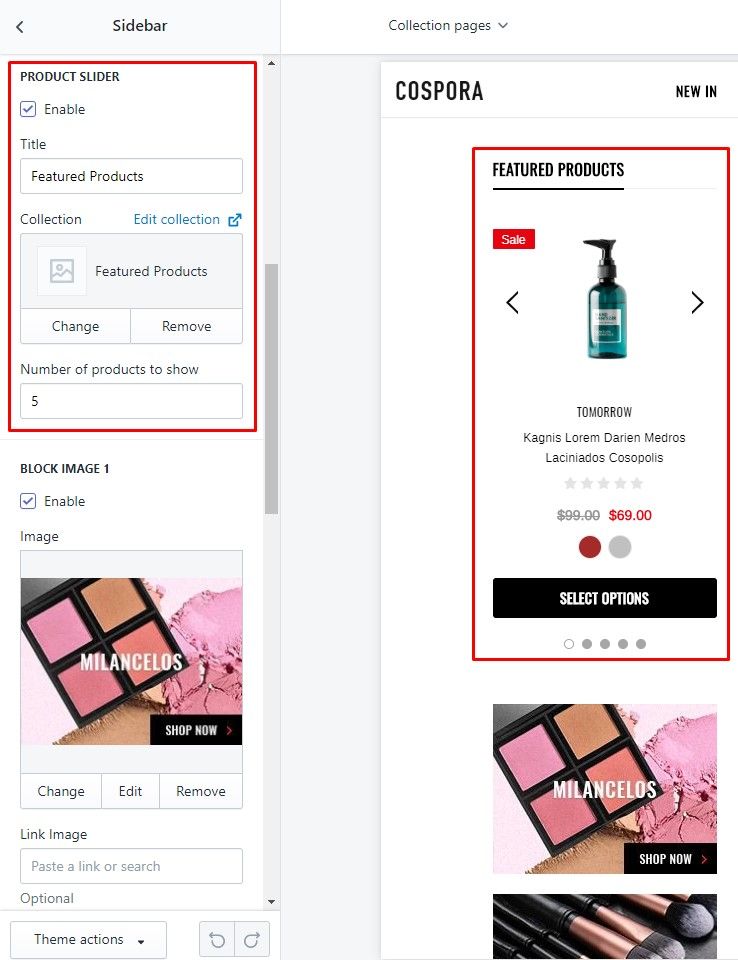 Sidebar
Collection pages
PRODUCT SLIDER
Enable
Title
Featured Products
Collection
Edit collection
Featured Products
Change
Remove
Number of products to show
5
BLOCK IMAGE 1
Enable
Image
MILANCELOS
SHOP NOW
Change
Edit
Remove
Link Image
Paste a link or search
Optional
Theme actions
COSPORA
NEW IN
FEATURED PRODUCTS
Sale
TOMORROW
Kagnis Lorem Darien Medros
Laciniados Cosopolis
$99.00 $69.00
SELECT OPTIONS
MILANCELOS
SHOP NOW